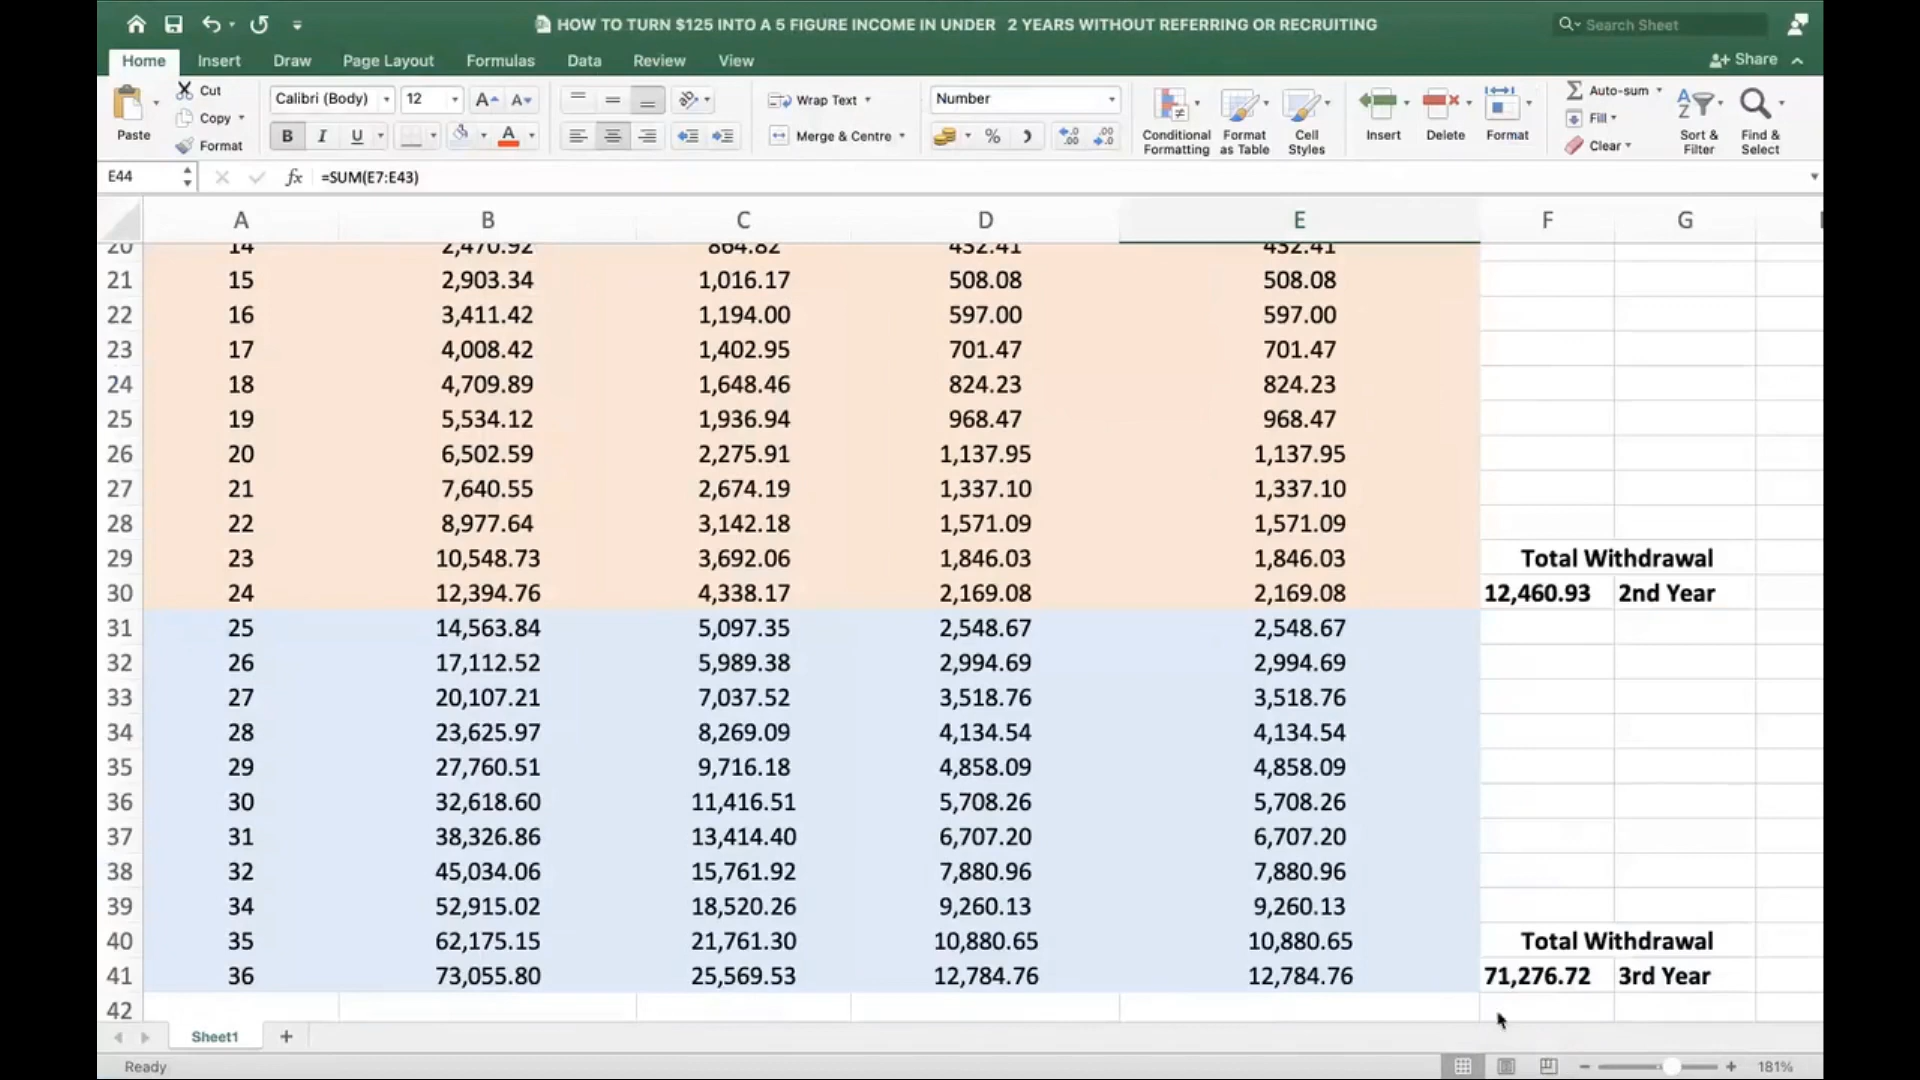 HOW TO TURN $125 INTO A 5 FIGURE INCOME IN UNDER 2 YEARS WITHOUT REFERRING OR RECRUITING
Search Sheet
Home Insert Draw Page Layout Formulas Data Review View
Share
Paste
Cut
Copy
Format
Calibri (Body) 12
B I U
Wrap Text
Merge & Centre
Number
Conditional Formatting
Format as Table
Cell Styles
Insert
Delete
Format
Auto-sum
Fill
Clear
Sort & Filter
Find & Select
E44 fx =SUM(E7:E43)
A B C D E F G
20 14 2,470.92 864.82 432.41 432.41
21 15 2,903.34 1,016.17 508.08 508.08
22 16 3,411.42 1,194.00 597.00 597.00
23 17 4,008.42 1,402.95 701.47 701.47
24 18 4,709.89 1,648.46 824.23 824.23
25 19 5,534.12 1,936.94 968.47 968.47
26 20 6,502.59 2,275.91 1,137.95 1,137.95
27 21 7,640.55 2,674.19 1,337.10 1,337.10
28 22 8,977.64 3,142.18 1,571.09 1,571.09
29 23 10,548.73 3,692.06 1,846.03 1,846.03 Total Withdrawal
30 24 12,394.76 4,338.17 2,169.08 2,169.08 12,460.93 2nd Year
31 25 14,563.84 5,097.35 2,548.67 2,548.67
32 26 17,112.52 5,989.38 2,994.69 2,994.69
33 27 20,107.21 7,037.52 3,518.76 3,518.76
34 28 23,625.97 8,269.09 4,134.54 4,134.54
35 29 27,760.51 9,716.18 4,858.09 4,858.09
36 30 32,618.60 11,416.51 5,708.26 5,708.26
37 31 38,326.86 13,414.40 6,707.20 6,707.20
38 32 45,034.06 15,761.92 7,880.96 7,880.96
39 34 52,915.02 18,520.26 9,260.13 9,260.13
40 35 62,175.15 21,761.30 10,880.65 10,880.65 Total Withdrawal
41 36 73,055.80 25,569.53 12,784.76 12,784.76 71,276.72 3rd Year
42
Sheet1
Ready
181%